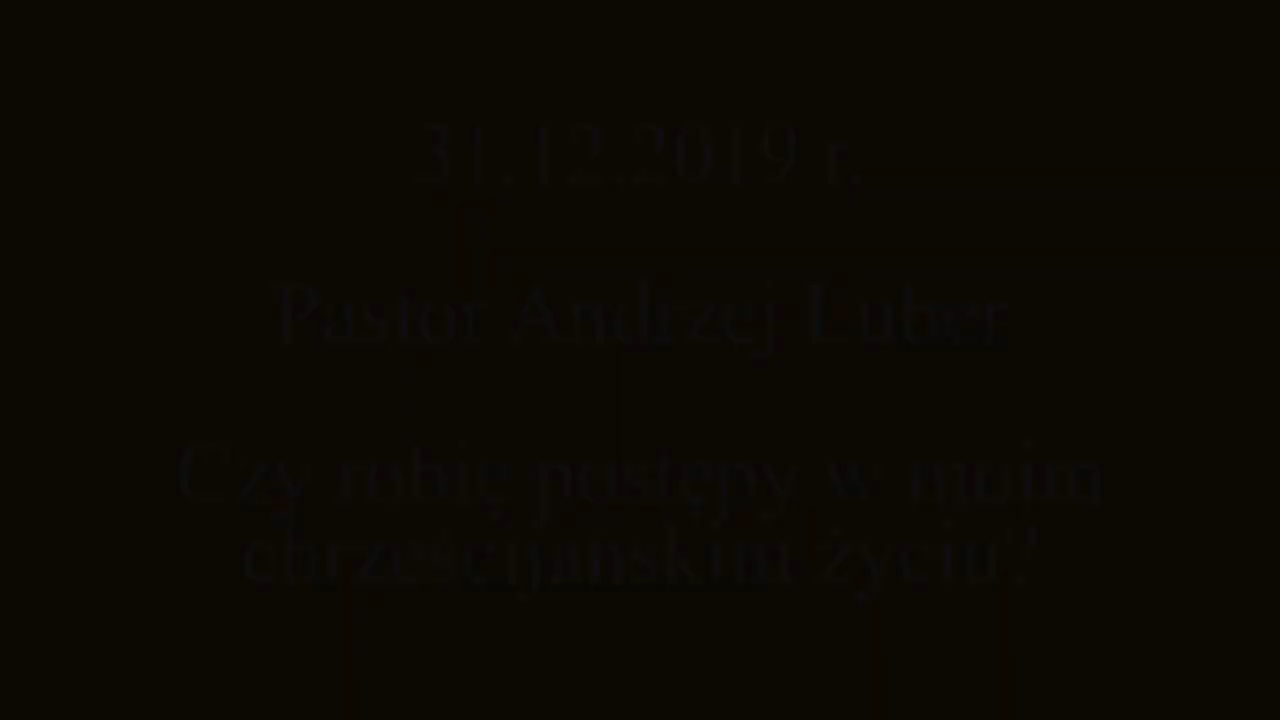 31.12.2019 r.
Pastor Andrzej Luber
Czy robię postępy w moim
chrześcijańskim życiu?